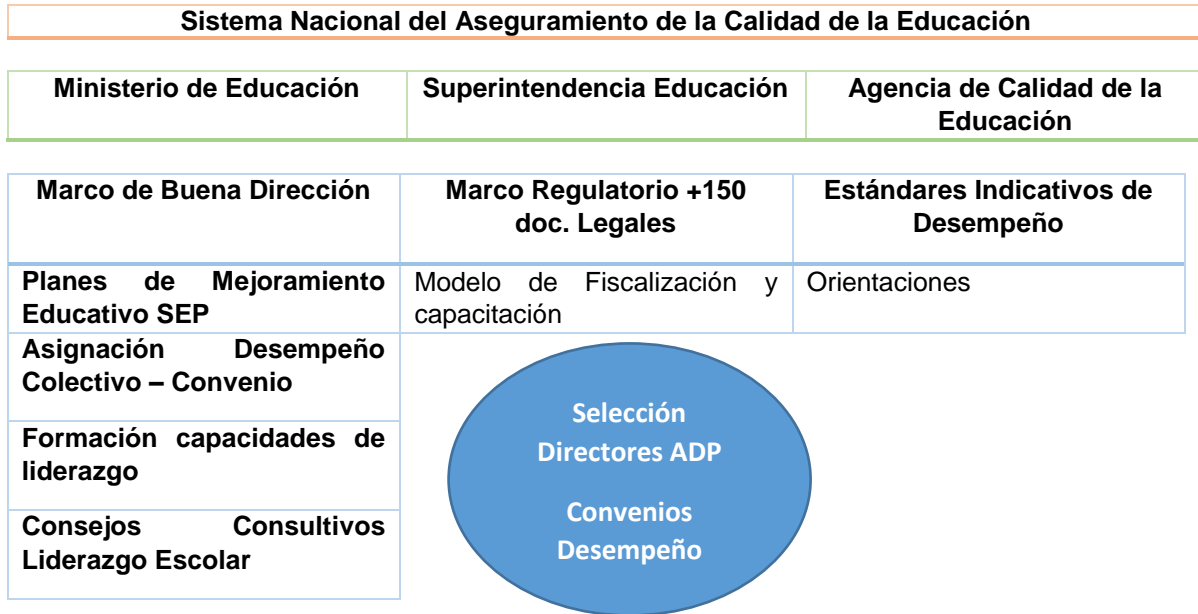 Sistema Nacional del Aseguramiento de la Calidad de la Educación
Ministerio de Educación
Superintendencia Educación
Agencia de Calidad de la
Educación
Marco de Buena Dirección
Marco Regulatorio +150
doc. Legales
Estándares Indicativos de
Desempeño
Planes de Mejoramiento
Educativo SEP
Modelo de Fiscalización y
capacitación
Orientaciones
Asignación Desempeño
Colectivo – Convenio
Formación capacidades de
liderazgo
Consejos Consultivos
Liderazgo Escolar
Selección
Directores ADP
Convenios
Desempeño